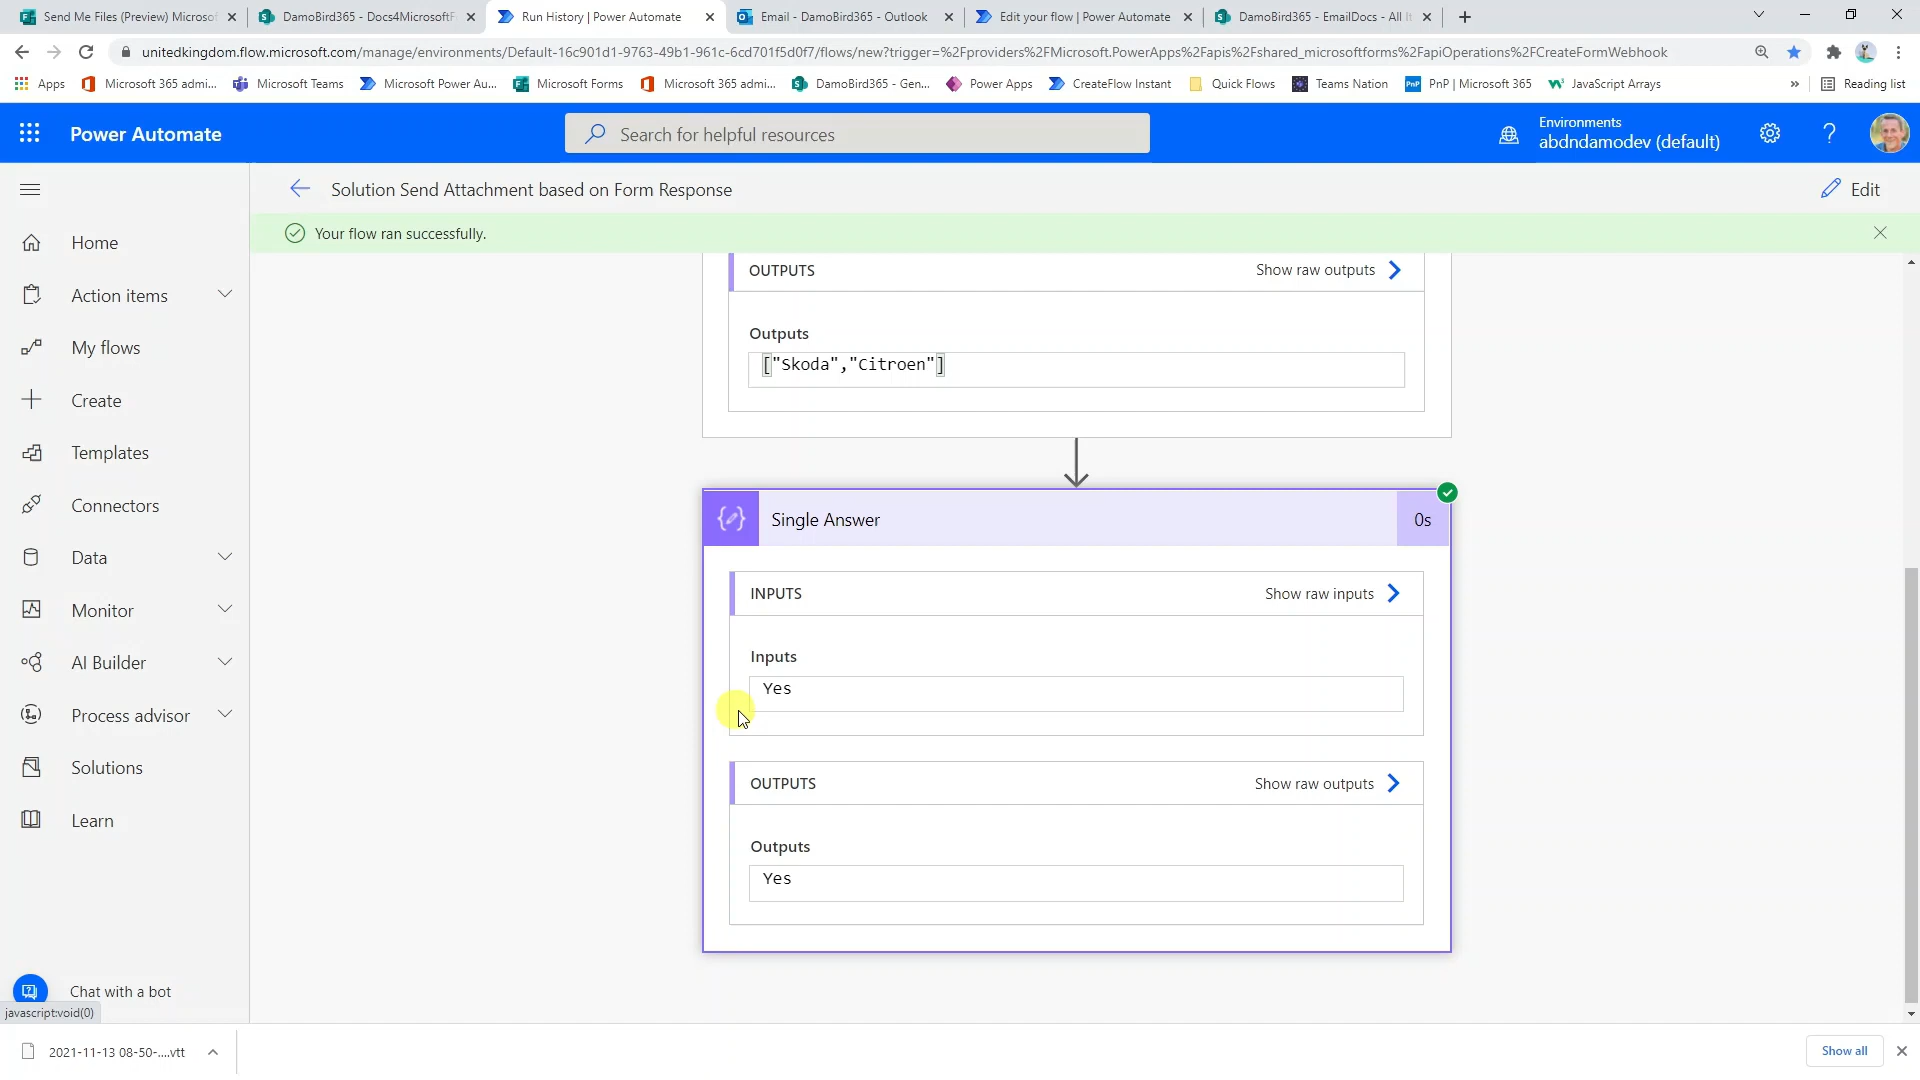 Send Me Files (Preview) Microsof
DamoBird365 - Docs4MicrosoftF
Run History | Power Automate
Email - DamoBird365 - Outlook
Edit your flow | Power Automate
DamoBird365 - EmailDocs - All It
unitedkingdom.flow.microsoft.com/manage/environments/Default-16c901d1-9763-49b1-961c-6cd701f5d0f7/flows/new?trigger=%2Fproviders%2FMicrosoft.PowerApps%2Fapis%2Fshared_microsoftforms%2FapiOperations%2FCreateFormWebhook
Apps
Microsoft 365 admi...
Microsoft Teams
Microsoft Power Au...
Microsoft Forms
Microsoft 365 admi...
DamoBird365 - Gen...
Power Apps
CreateFlow Instant
Quick Flows
Teams Nation
PnP
PnP | Microsoft 365
JavaScript Arrays
»
Reading list
Power Automate
Search for helpful resources
Environments
abdndamodev (default)
Solution Send Attachment based on Form Response
Edit
Your flow ran successfully.
Home
Action items
My flows
Create
Templates
Connectors
Data
Monitor
AI Builder
Process advisor
Solutions
Learn
Chat with a bot
OUTPUTS
Show raw outputs
Outputs
["Skoda","Citroen"]
Single Answer
0s
INPUTS
Show raw inputs
Inputs
Yes
OUTPUTS
Show raw outputs
Outputs
Yes
javascript:void(0)
2021-11-13 08-50-....vtt
Show all